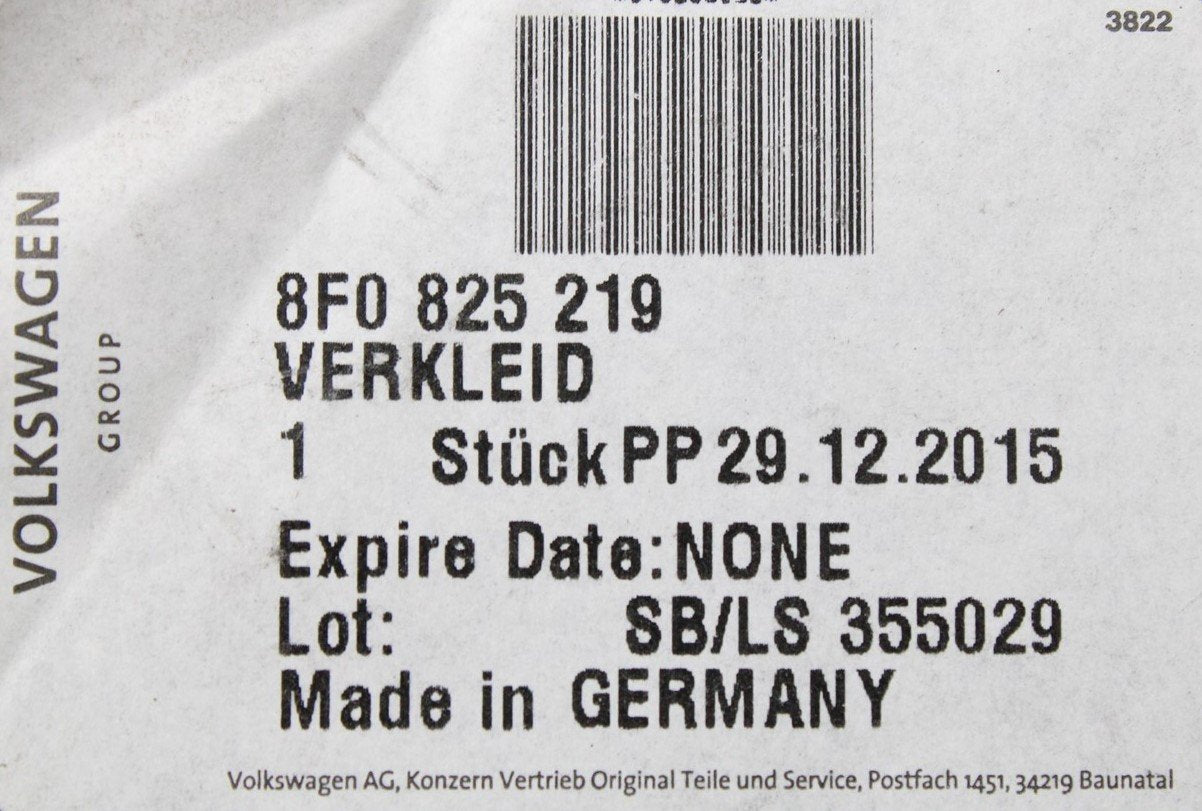 3822
VOLKSWAGEN
GROUP
8F0 825 219
VERKLEID
1 Stück PP 29.12.2015
Expire Date:NONE
Lot: SB/LS 355029
Made in GERMANY
Volkswagen AG, Konzern Vertrieb Original Teile und Service, Postfach 1451, 34219 Baunatal